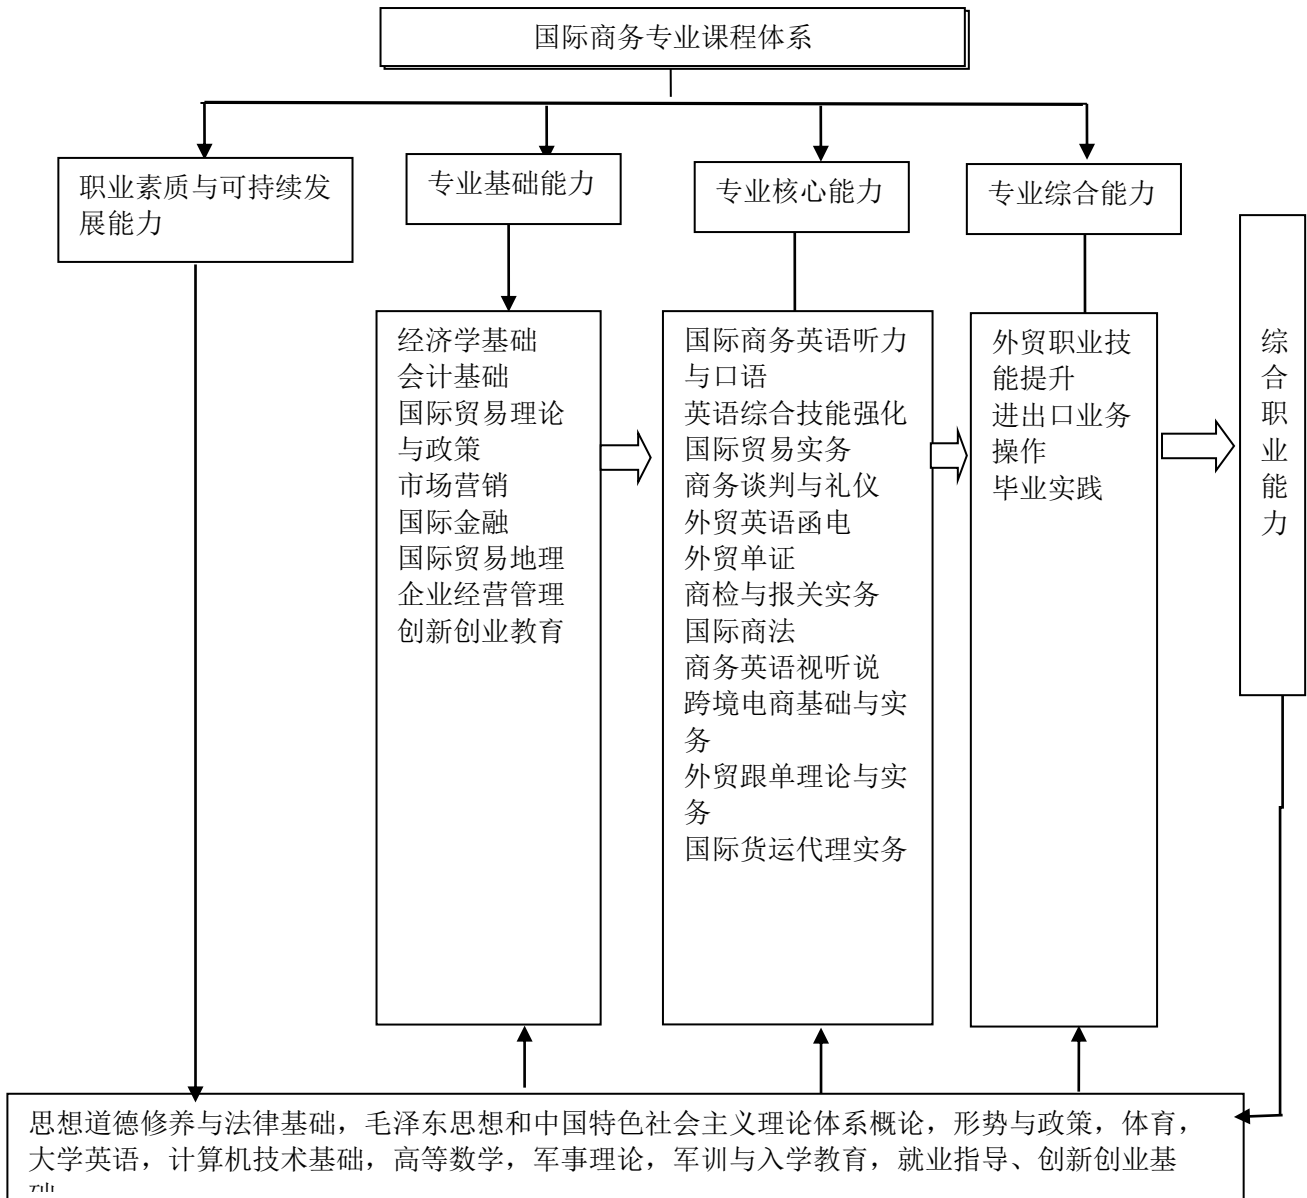 国际商务专业课程体系
职业素质与可持续发
展能力
专业基础能力
专业核心能力
专业综合能力
经济学基础
会计基础
国际贸易理论
与政策
市场营销
国际金融
国际贸易地理
企业经营管理
创新创业教育
国际商务英语听力
与口语
英语综合技能强化
国际贸易实务
商务谈判与礼仪
外贸英语函电
外贸单证
商检与报关实务
国际商法
商务英语视听说
跨境电商基础与实
务
外贸跟单理论与实
务
国际货运代理实务
外贸职业技
能提升
进出口业务
操作
毕业实践
综
合
职
业
能
力
思想道德修养与法律基础，毛泽东思想和中国特色社会主义理论体系概论，形势与政策，体育，
大学英语，计算机技术基础，高等数学，军事理论，军训与入学教育，就业指导、创新创业基